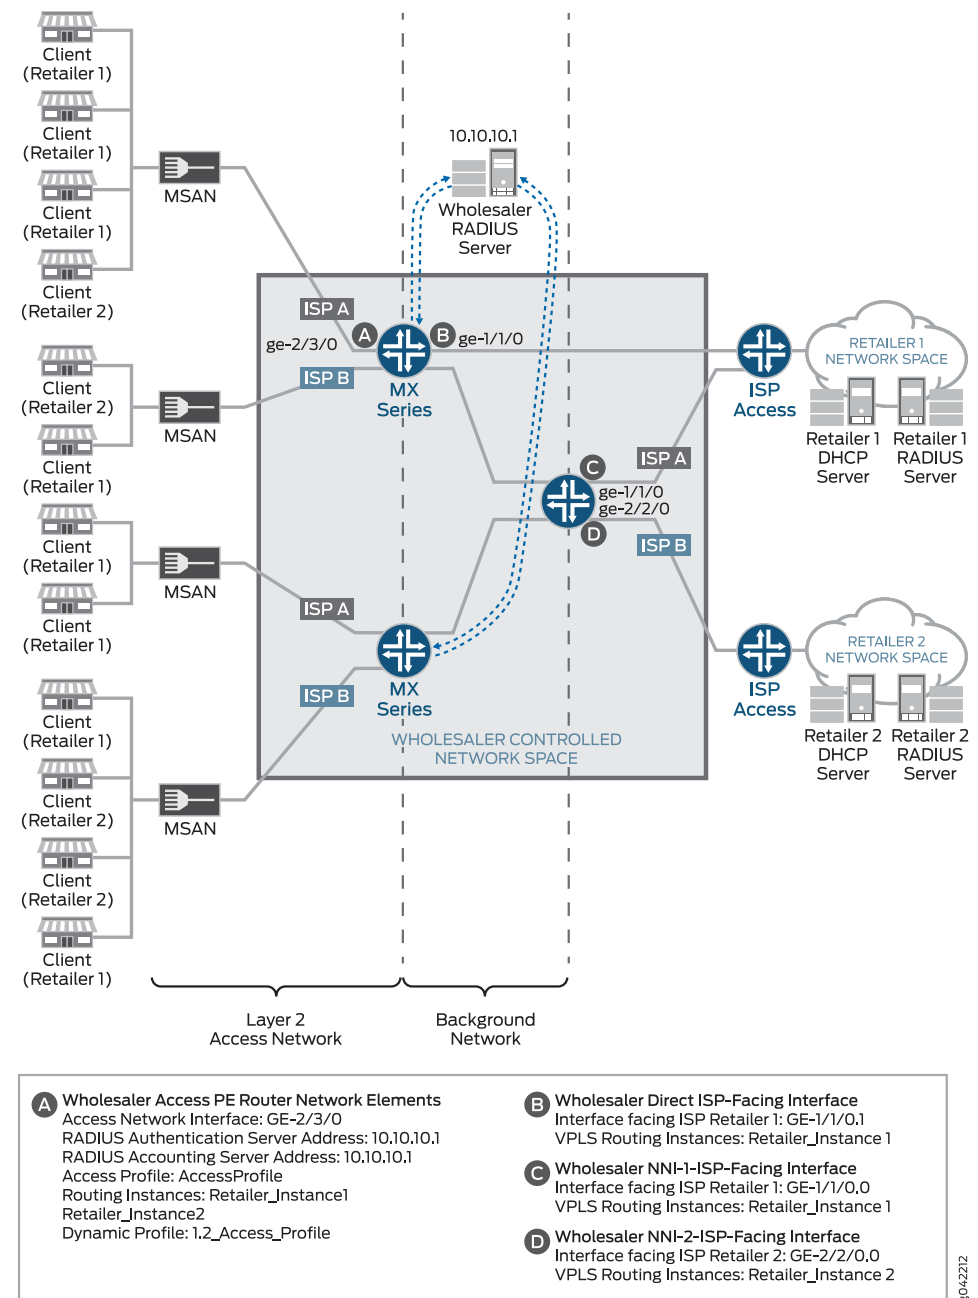 Client
(Retailer 1)
Client
(Retailer 1)
Client
(Retailer 1)
Client
(Retailer 2)
Client
(Retailer 2)
Client
(Retailer 1)
Client
(Retailer 1)
Client
(Retailer 1)
Client
(Retailer 1)
Client
(Retailer 2)
Client
(Retailer 2)
Client
(Retailer 1)
MSAN
MSAN
MSAN
MSAN
10.10.10.1
Wholesaler
RADIUS
Server
ISP A
A
B
ge-2/3/0
ge-1/1/0
ISP B
MX
Series
ISP A
ISP B
MX
Series
C
ge-1/1/0
ge-2/2/0
D
ISP A
ISP B
WHOLESALER CONTROLLED
NETWORK SPACE
ISP
Access
RETAILER 1
NETWORK SPACE
Retailer 1
DHCP
Server
Retailer 1
RADIUS
Server
ISP
Access
RETAILER 2
NETWORK SPACE
Retailer 2
DHCP
Server
Retailer 2
RADIUS
Server
Layer 2
Access Network
Background
Network
A Wholesaler Access PE Router Network Elements
Access Network Interface: GE-2/3/0
RADIUS Authentication Server Address: 10.10.10.1
RADIUS Accounting Server Address: 10.10.10.1
Access Profile: AccessProfile
Routing Instances: Retailer_Instance1
Retailer_Instance2
Dynamic Profile: 1.2_Access_Profile
B Wholesaler Direct ISP-Facing Interface
Interface facing ISP Retailer 1: GE-1/1/0.1
VPLS Routing Instances: Retailer_Instance 1
C Wholesaler NNI-1-ISP-Facing Interface
Interface facing ISP Retailer 1: GE-1/1/0.0
VPLS Routing Instances: Retailer_Instance 1
D Wholesaler NNI-2-ISP-Facing Interface
Interface facing ISP Retailer 2: GE-2/2/0.0
VPLS Routing Instances: Retailer_Instance 2